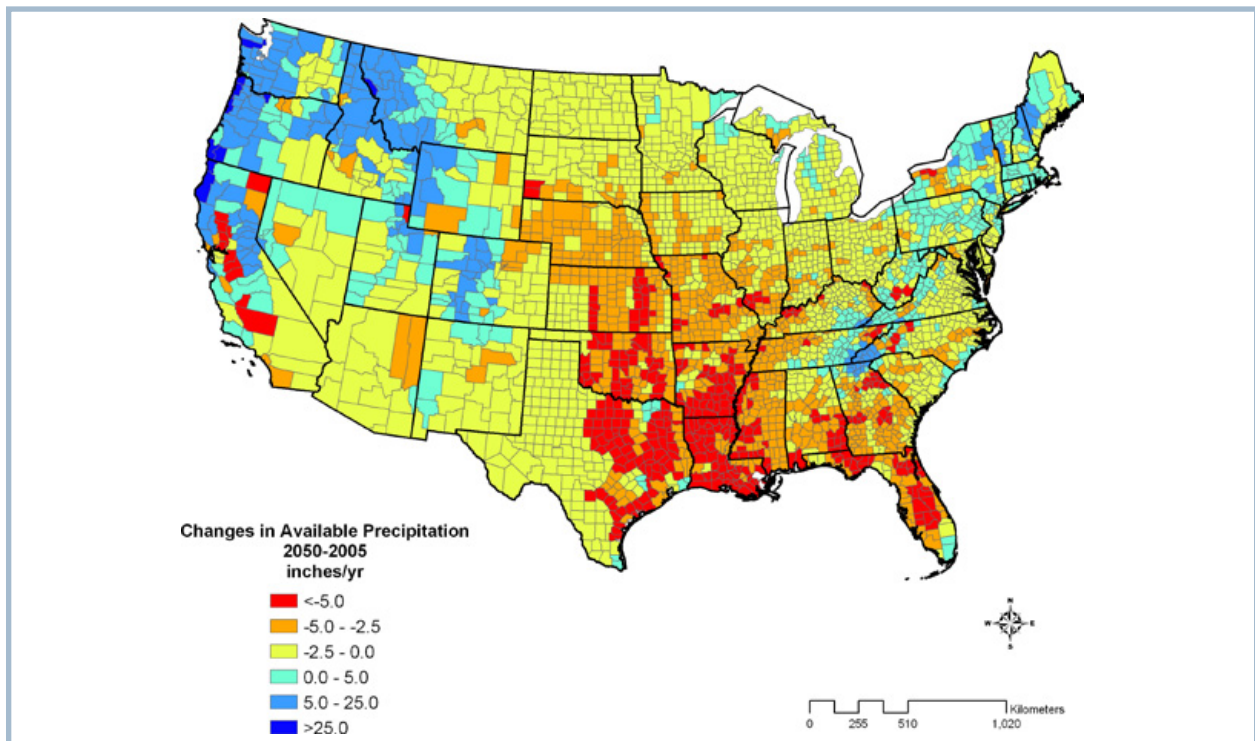 Changes in Available Precipitation
2050-2005
inches/yr
<-5.0
-5.0 - -2.5
-2.5 - 0.0
0.0 - 5.0
5.0 - 25.0
>25.0
N
W E
S
Kilometers
0 255 510 1,020